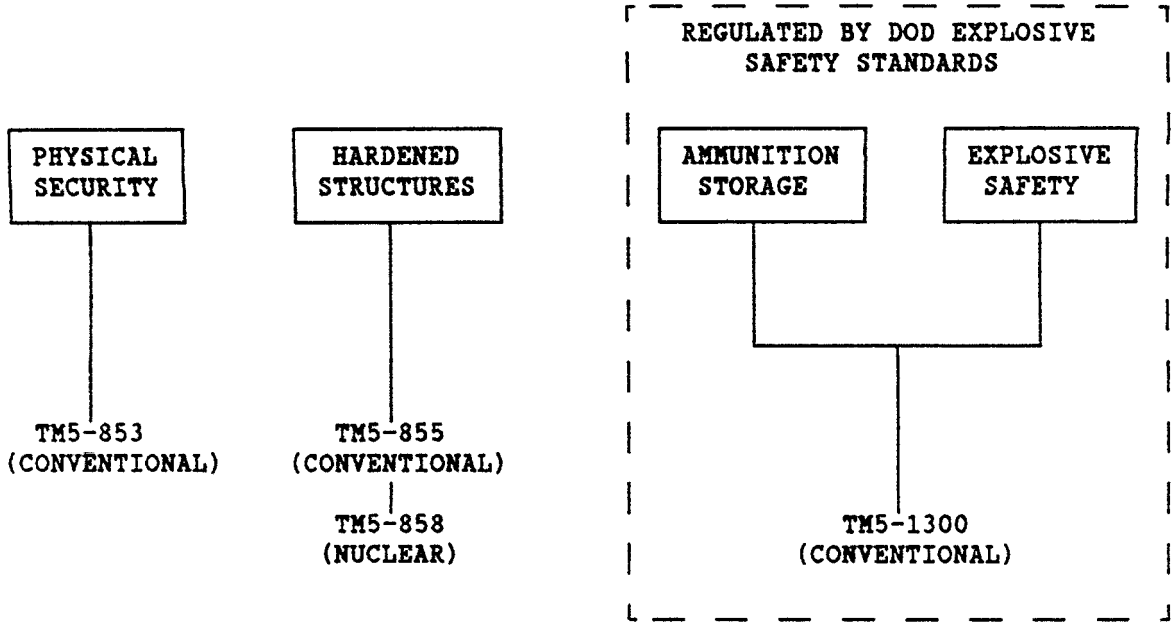 REGULATED BY DOD EXPLOSIVE
SAFETY STANDARDS
PHYSICAL
SECURITY
HARDENED
STRUCTURES
AMMUNITION
STORAGE
EXPLOSIVE
SAFETY
TM5-853
(CONVENTIONAL)
TM5-855
(CONVENTIONAL)
TM5-858
(NUCLEAR)
TM5-1300
(CONVENTIONAL)